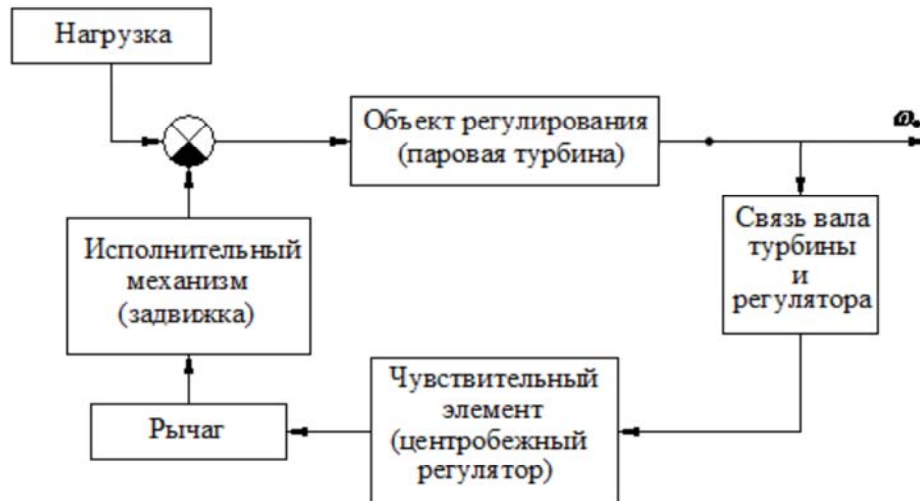 Нагрузка
Объект регулирования
(паровая турбина)
Связь вала
турбины
и
регулятора
Исполнительный
механизм
(задвижка)
Чувствительный
элемент
(центробежный
регулятор)
Рычаг